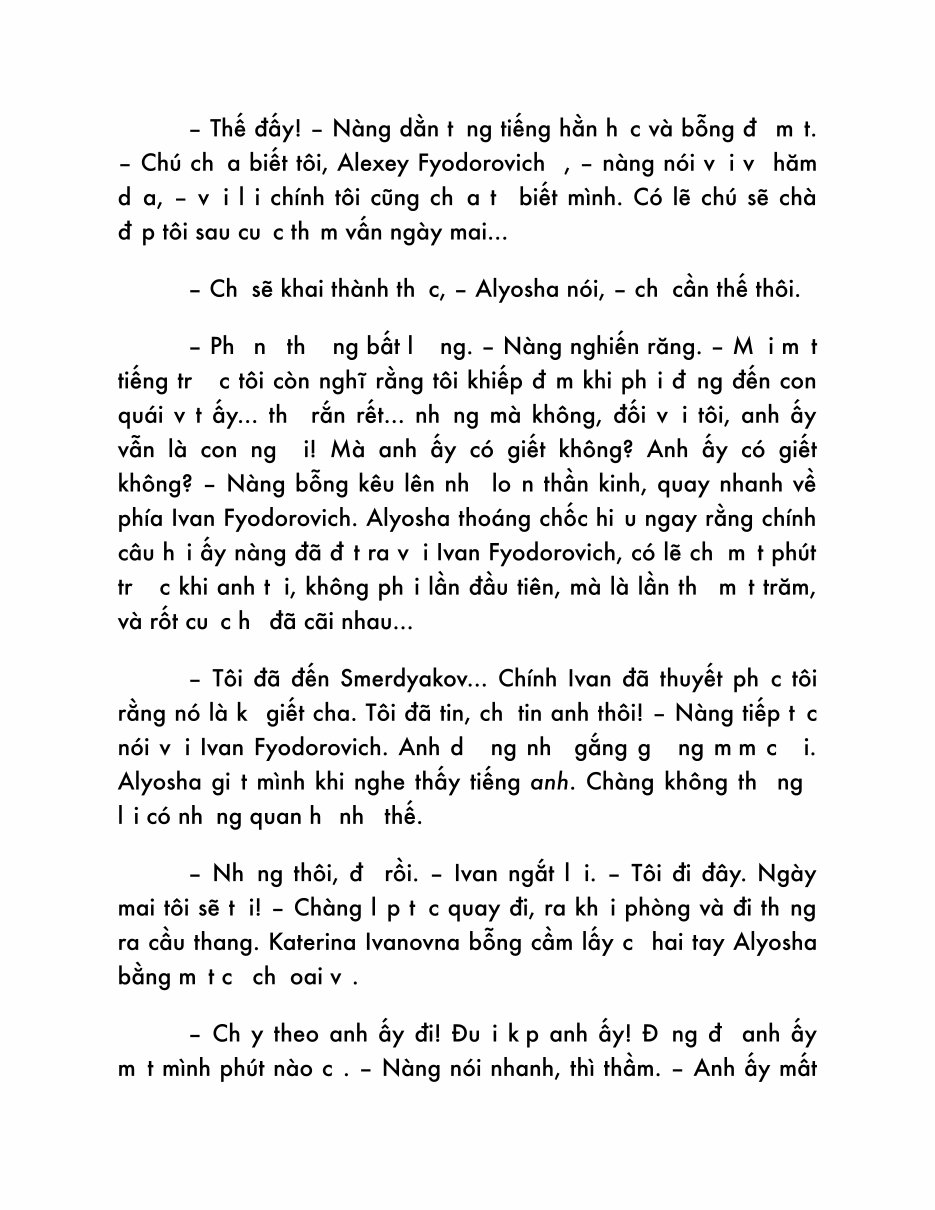 – Thế đấy! – Nàng dằn t ng tiếng hằn h c và bỗng đ m t.
– Chú ch a biết tôi, Alexey Fyodorovich , – nàng nói v i v hăm
d a, – v i l i chính tôi cũng ch a t biết mình. Có lẽ chú sẽ chà
đ p tôi sau cu c th m vấn ngày mai...
– Ch sẽ khai thành th c, – Alyosha nói, – ch cần thế thôi.
– Ph n th ng bất l ng. – Nàng nghiến răng. – M i m t
tiếng tr c tôi còn nghĩ rằng tôi khiếp đ m khi ph i đ ng đến con
quái v t ấy... th rắn rết... nh ng mà không, đối v i tôi, anh ấy
vẫn là con ng i! Mà anh ấy có giết không? Anh ấy có giết
không? – Nàng bỗng kêu lên nh lo n thần kinh, quay nhanh về
phía Ivan Fyodorovich. Alyosha thoáng chốc hi u ngay rằng chính
câu h i ấy nàng đã đ t ra v i Ivan Fyodorovich, có lẽ ch m t phút
tr c khi anh t i, không ph i lần đầu tiên, mà là lần th m t trăm,
và rốt cu c h đã cãi nhau...
– Tôi đã đến Smerdyakov... Chính Ivan đã thuyết ph c tôi
rằng nó là k giết cha. Tôi đã tin, ch tin anh thôi! – Nàng tiếp t c
nói v i Ivan Fyodorovich. Anh d ng nh gắng g ng m m c i.
Alyosha gi t mình khi nghe thấy tiếng anh. Chàng không th ng
l i có nh ng quan h nh thế.
– Nh ng thôi, đ rồi. – Ivan ngắt l i. – Tôi đi đây. Ngày
mai tôi sẽ t i! – Chàng l p t c quay đi, ra kh i phòng và đi th ng
ra cầu thang. Katerina Ivanovna bỗng cầm lấy c hai tay Alyosha
bằng m t c ch oai v .
– Ch y theo anh ấy đi! Đu i k p anh ấy! Đ ng đ anh ấy
m t mình phút nào c . – Nàng nói nhanh, thì thầm. – Anh ấy mất